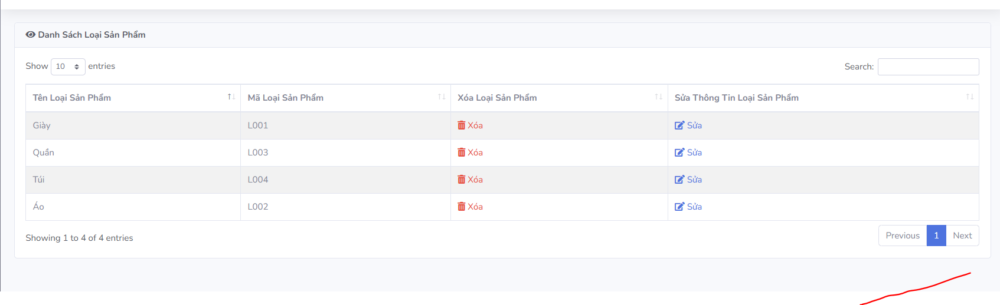 Danh Sách Loại Sản Phẩm
Show 10 entries Search:
Tên Loại Sản Phẩm Mã Loại Sản Phẩm Xóa Loại Sản Phẩm Sửa Thông Tin Loại Sản Phẩm
Giày L001 Xóa Sửa
Quần L003 Xóa Sửa
Túi L004 Xóa Sửa
Áo L002 Xóa Sửa
Showing 1 to 4 of 4 entries Previous 1 Next